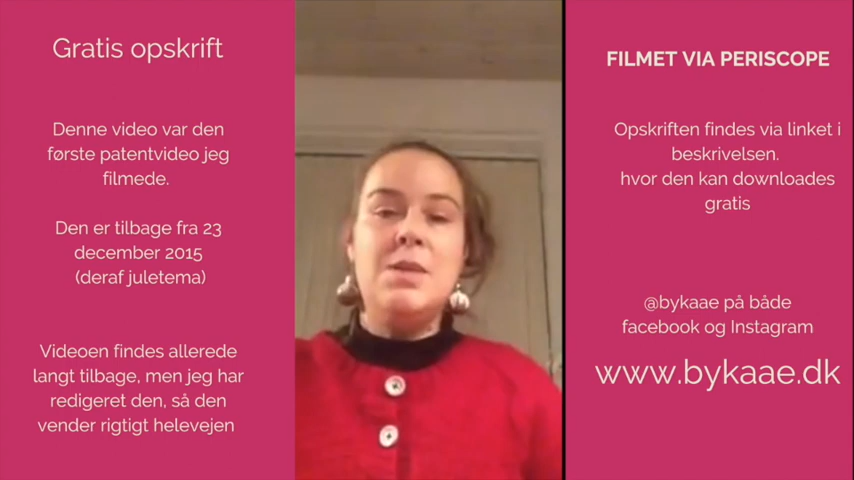 Gratis opskrift
Denne video var den
første patentvideo jeg
filmede.
Den er tilbage fra 23
december 2015
(deraf juletema)
Videoen findes allerede
langt tilbage, men jeg har
redigeret den, så den
vender rigtigt helevejen
FILMET VIA PERISCOPE
Opskriften findes via linket i
beskrivelsen.
hvor den kan downloades
gratis
@bykaae på både
facebook og Instagram
www.bykaae.dk